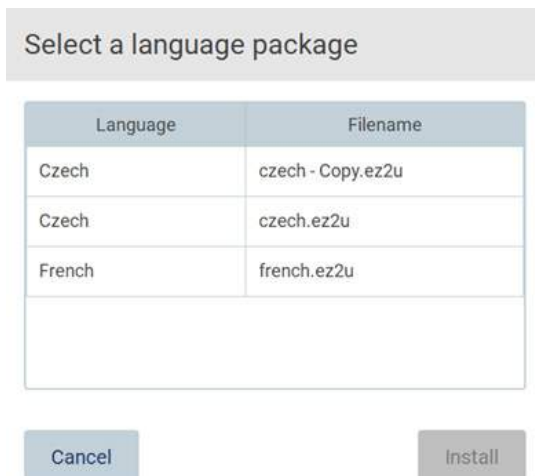 Select a language package
Language Filename
Czech czech - Copy.ez2u
Czech czech.ez2u
French french.ez2u
Cancel Install